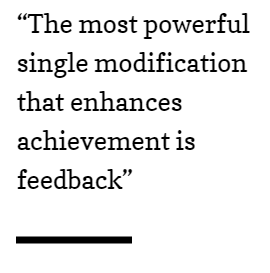 “The most powerful
single modification
that enhances
achievement is
feedback”